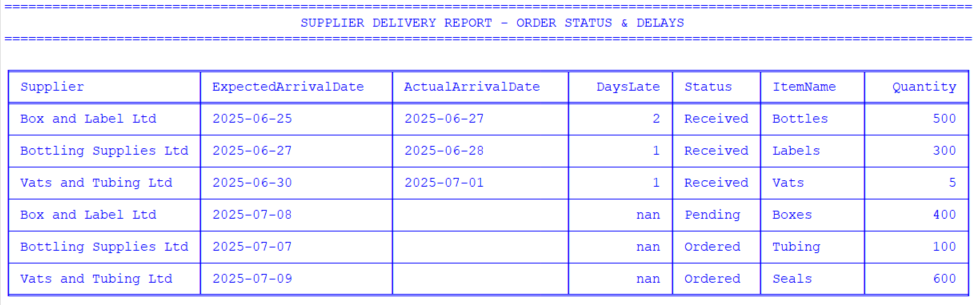 SUPPLIER DELIVERY REPORT - ORDER STATUS & DELAYS
Supplier ExpectedArrivalDate ActualArrivalDate DaysLate Status ItemName Quantity
Box and Label Ltd 2025-06-25 2025-06-27 2 Received Bottles 500
Bottling Supplies Ltd 2025-06-27 2025-06-28 1 Received Labels 300
Vats and Tubing Ltd 2025-06-30 2025-07-01 1 Received Vats 5
Box and Label Ltd 2025-07-08 nan Pending Boxes 400
Bottling Supplies Ltd 2025-07-07 nan Ordered Tubing 100
Vats and Tubing Ltd 2025-07-09 nan Ordered Seals 600